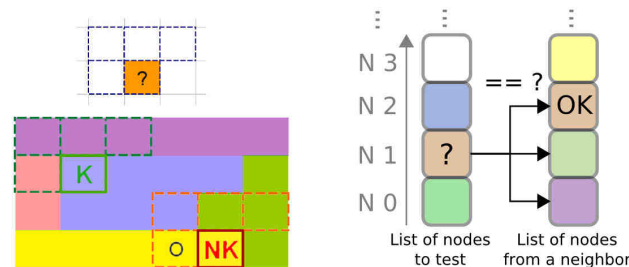 ?
K
O NK
⋮ ⋮ ⋮
N 3
== ?
N 2 OK
N 1 ?
N 0
List of nodes List of nodes
to test from a neighbor